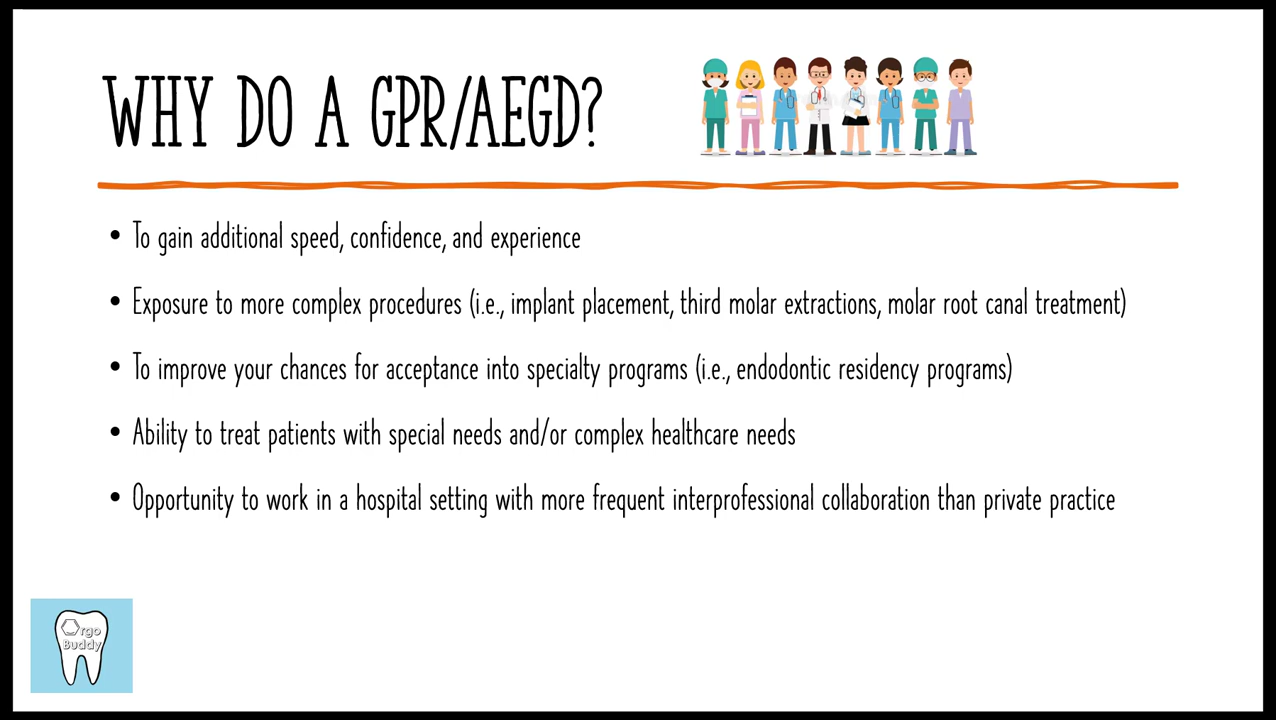 WHY DO A GPR/AEGD?
• To gain additional speed, confidence, and experience
• Exposure to more complex procedures (i.e., implant placement, third molar extractions, molar root canal treatment)
• To improve your chances for acceptance into specialty programs (i.e., endodontic residency programs)
• Ability to treat patients with special needs and/or complex healthcare needs
• Opportunity to work in a hospital setting with more frequent interprofessional collaboration than private practice
rgo
Buddy